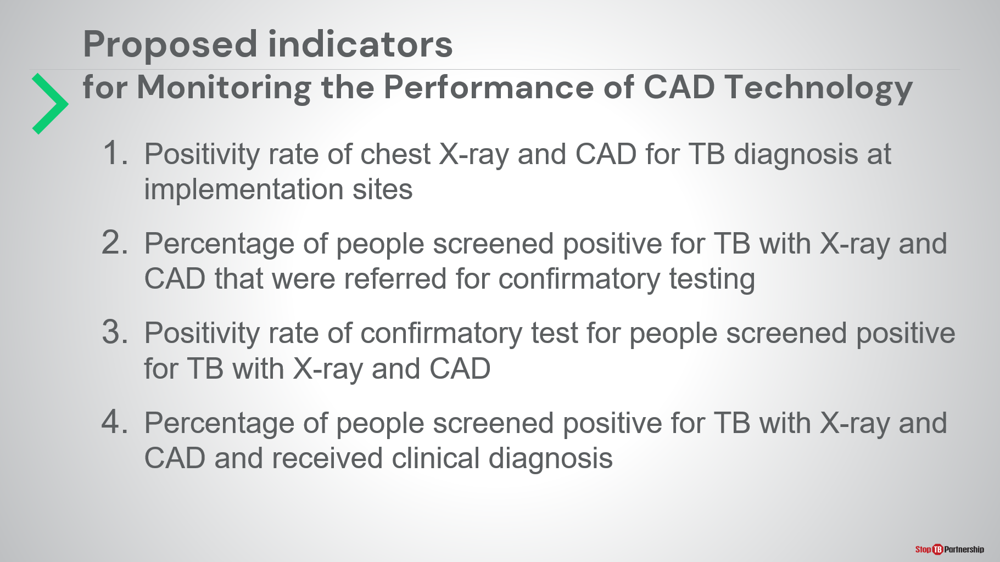 Proposed indicators
for Monitoring the Performance of CAD Technology
1. Positivity rate of chest X-ray and CAD for TB diagnosis at
implementation sites
2. Percentage of people screened positive for TB with X-ray and
CAD that were referred for confirmatory testing
3. Positivity rate of confirmatory test for people screened positive
for TB with X-ray and CAD
4. Percentage of people screened positive for TB with X-ray and
CAD and received clinical diagnosis
Stop TB Partnership